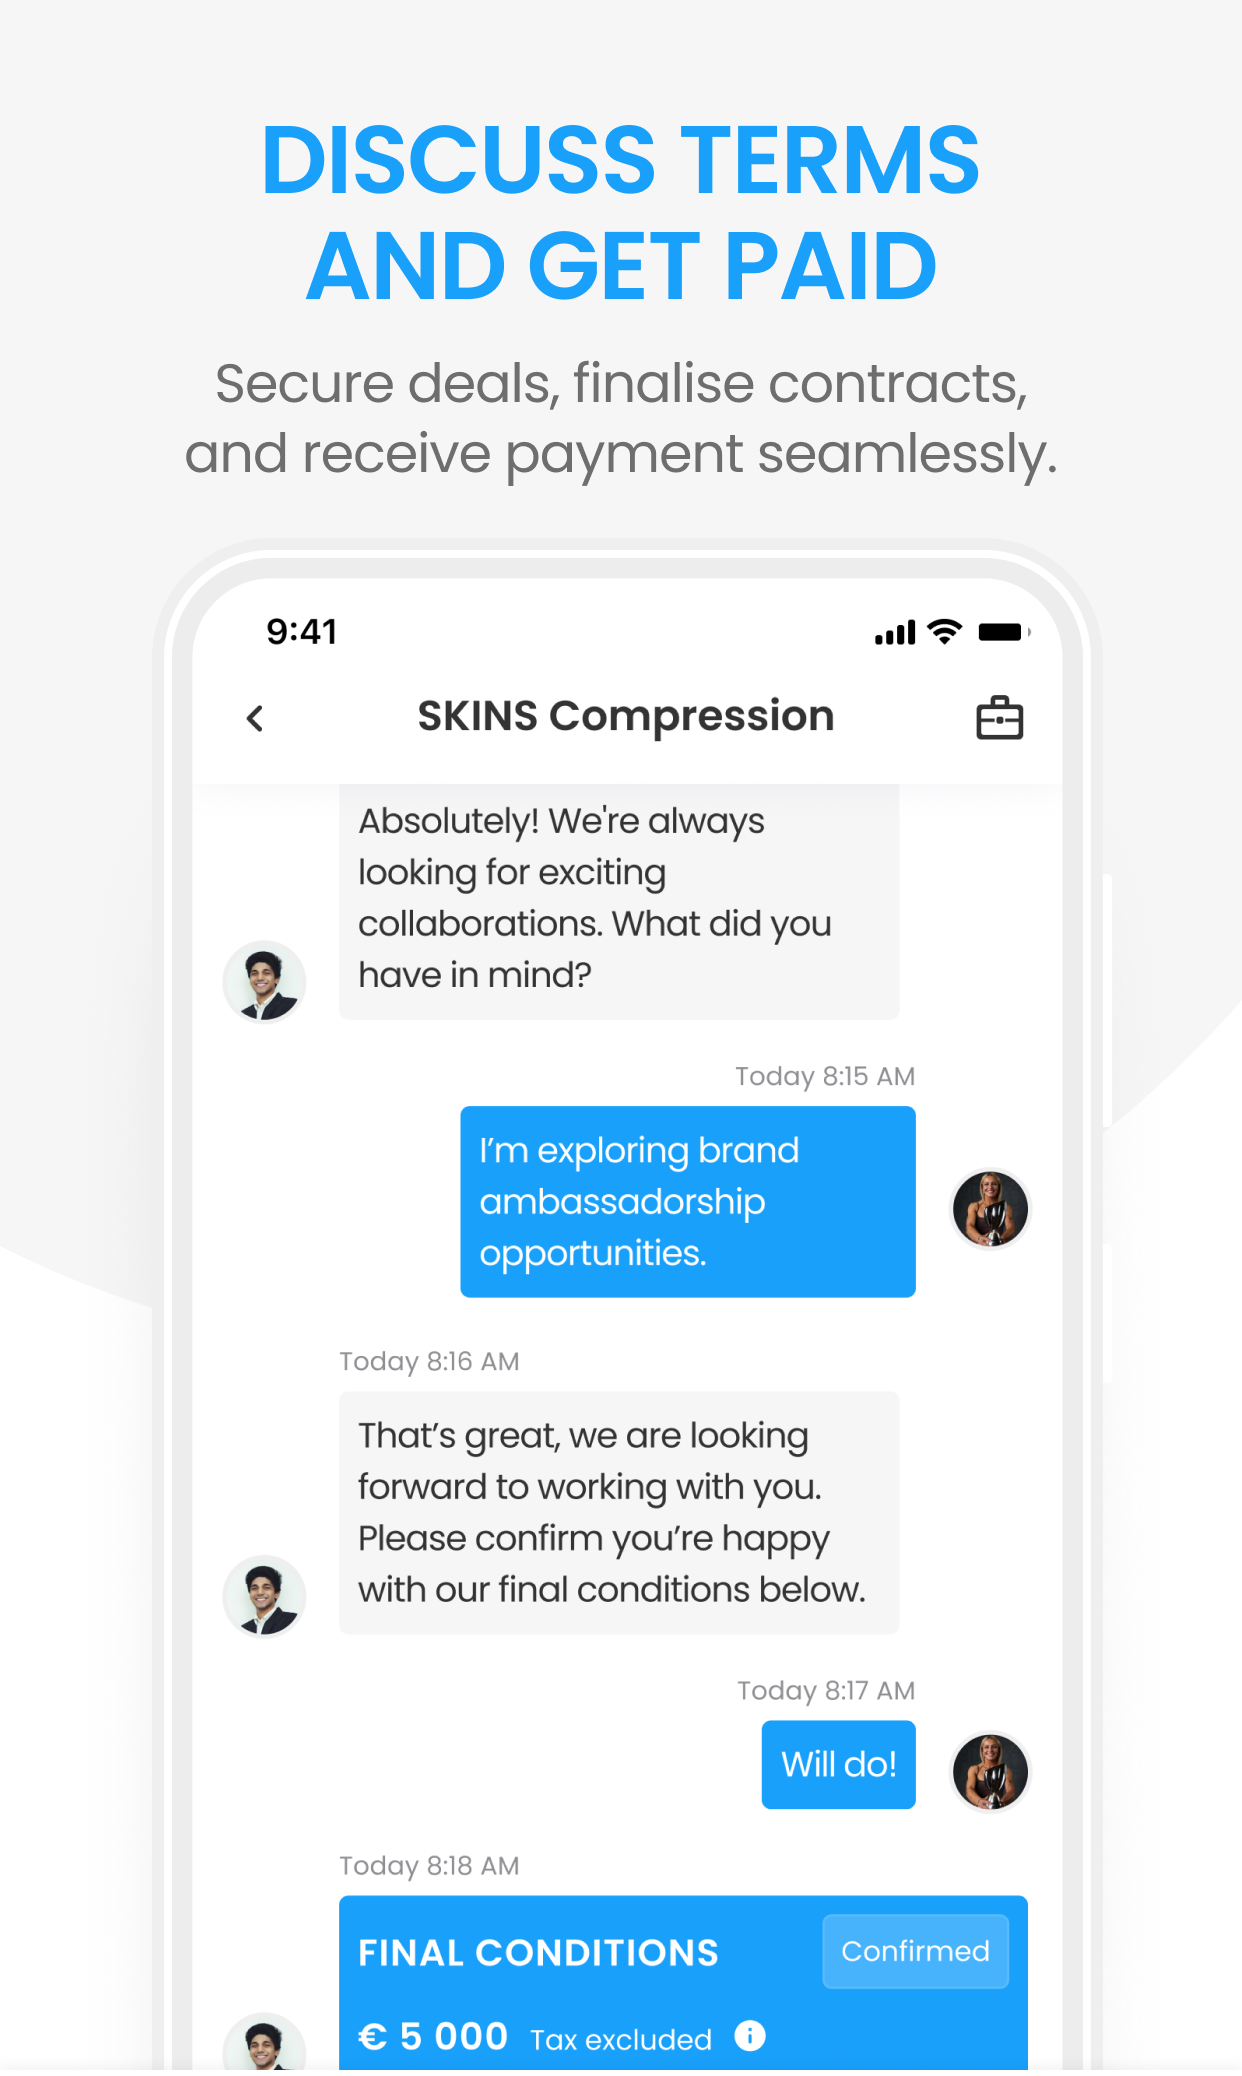 DISCUSS TERMS
AND GET PAID
Secure deals, finalise contracts,
and receive payment seamlessly.
9:41
SKINS Compression
Absolutely! We're always
looking for exciting
collaborations. What did you
have in mind?
Today 8:15 AM
I’m exploring brand
ambassadorship
opportunities.
Today 8:16 AM
That’s great, we are looking
forward to working with you.
Please confirm you’re happy
with our final conditions below.
Today 8:17 AM
Will do!
Today 8:18 AM
FINAL CONDITIONS
Confirmed
€ 5 000 Tax excluded